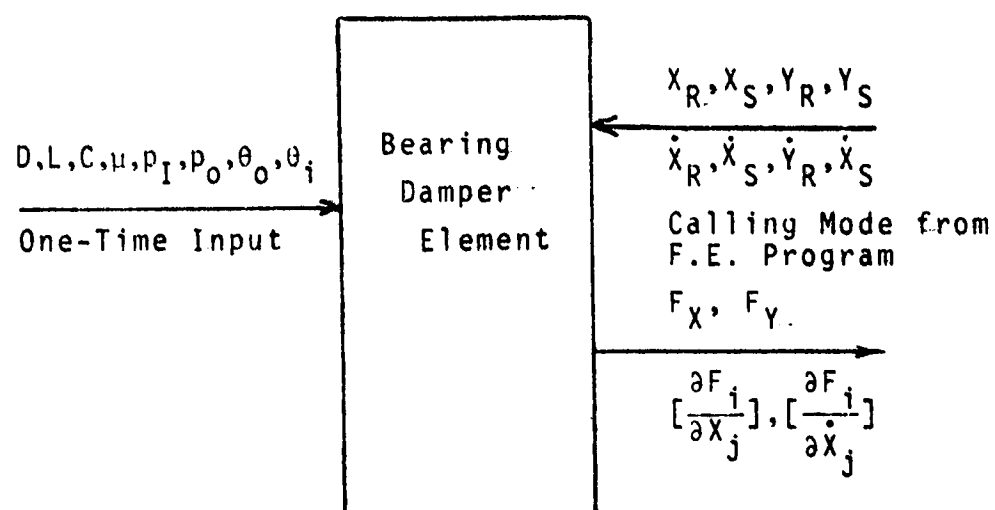 D,L,C,μ,p_I,p_o,θ_o,θ_i
One-Time Input
Bearing
Damper
Element
X_R,X_S,Y_R,Y_S
Ẋ_R,Ẋ_S,Ẏ_R,Ẋ_S
Calling Mode from
F.E. Program
F_X, F_Y
[∂F_i/∂X_j],[∂F_i/∂Ẋ_j]